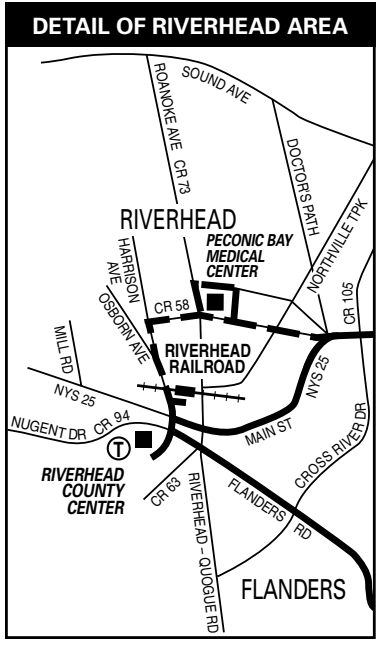 DETAIL OF RIVERHEAD AREA
SOUND AVE
ROANOKE AVE CR 73
DOCTOR'S PATH
NORTHVILLE TPK
RIVERHEAD
PECONIC BAY
MEDICAL
CENTER
HARRISON
AVE
OSBORN AVE
CR 58
CR 105
MILL RD
RIVERHEAD
RAILROAD
NYS 25
NYS 25
NUGENT DR CR 94
MAIN ST
CROSS RIVER DR
T
RIVERHEAD
COUNTY
CENTER
CR 63
RIVERHEAD – QUOGUE RD
FLANDERS RD
FLANDERS